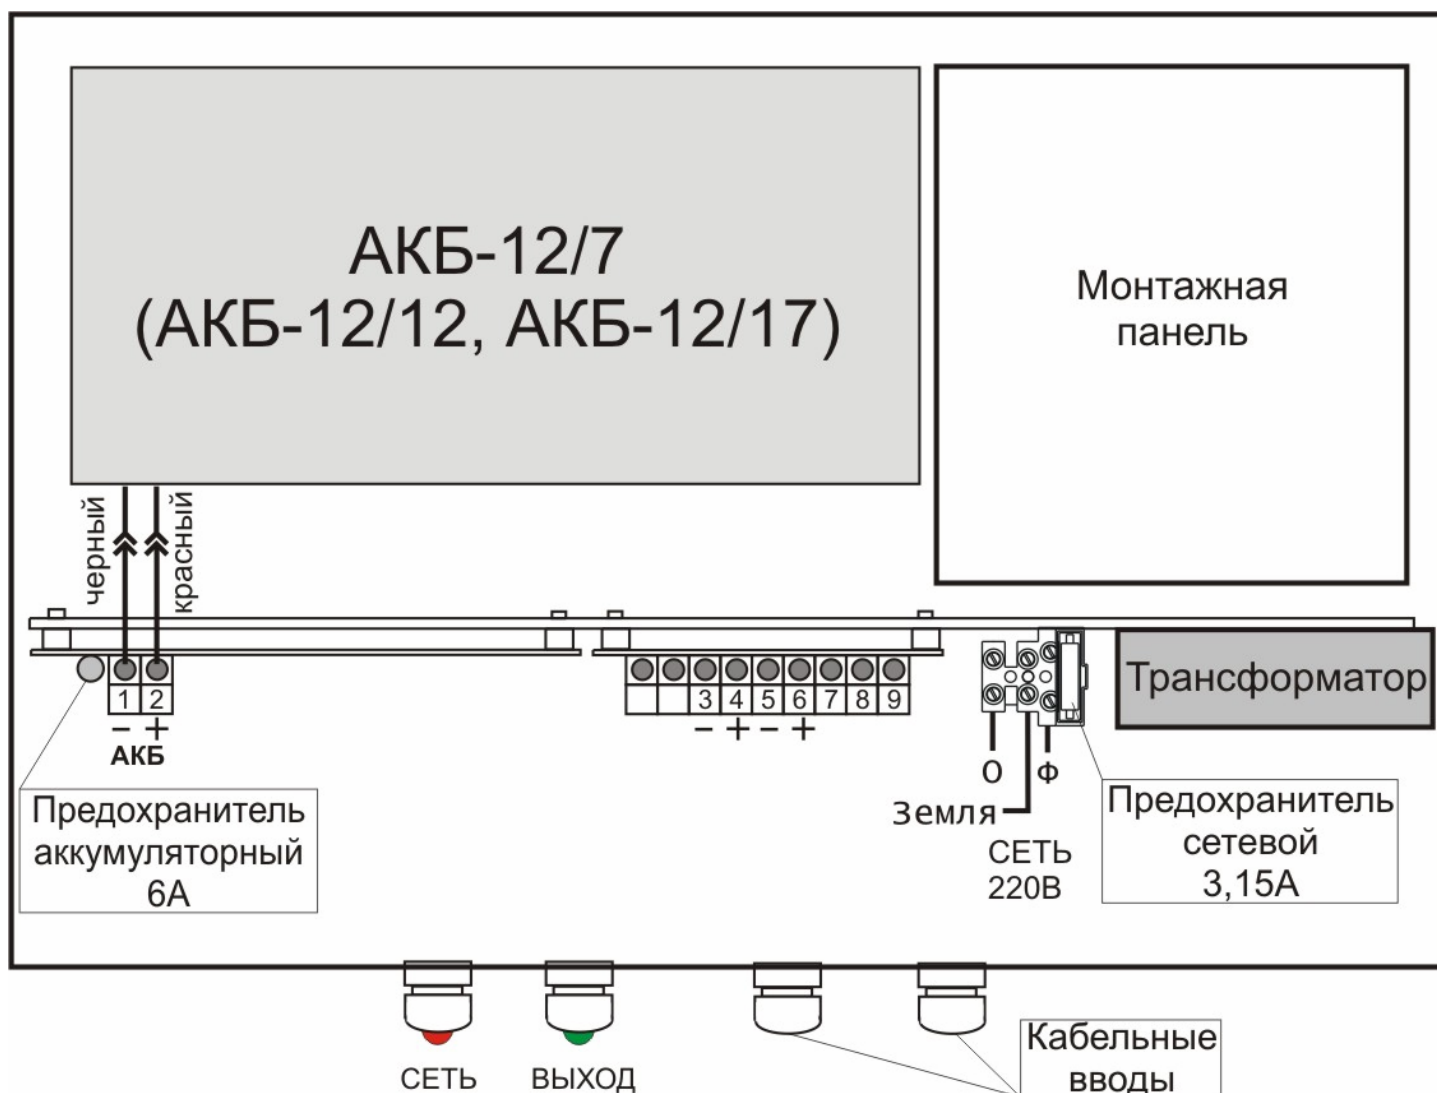 АКБ-12/7
(АКБ-12/12, АКБ-12/17)
Монтажная
панель
черный
красный
1 2
– +
АКБ
3 4 5 6 7 8 9
– + – +
Трансформатор
О Ф
Земля
СЕТЬ
220В
Предохранитель
аккумуляторный
6А
Предохранитель
сетевой
3,15А
СЕТЬ
ВЫХОД
Кабельные
вводы